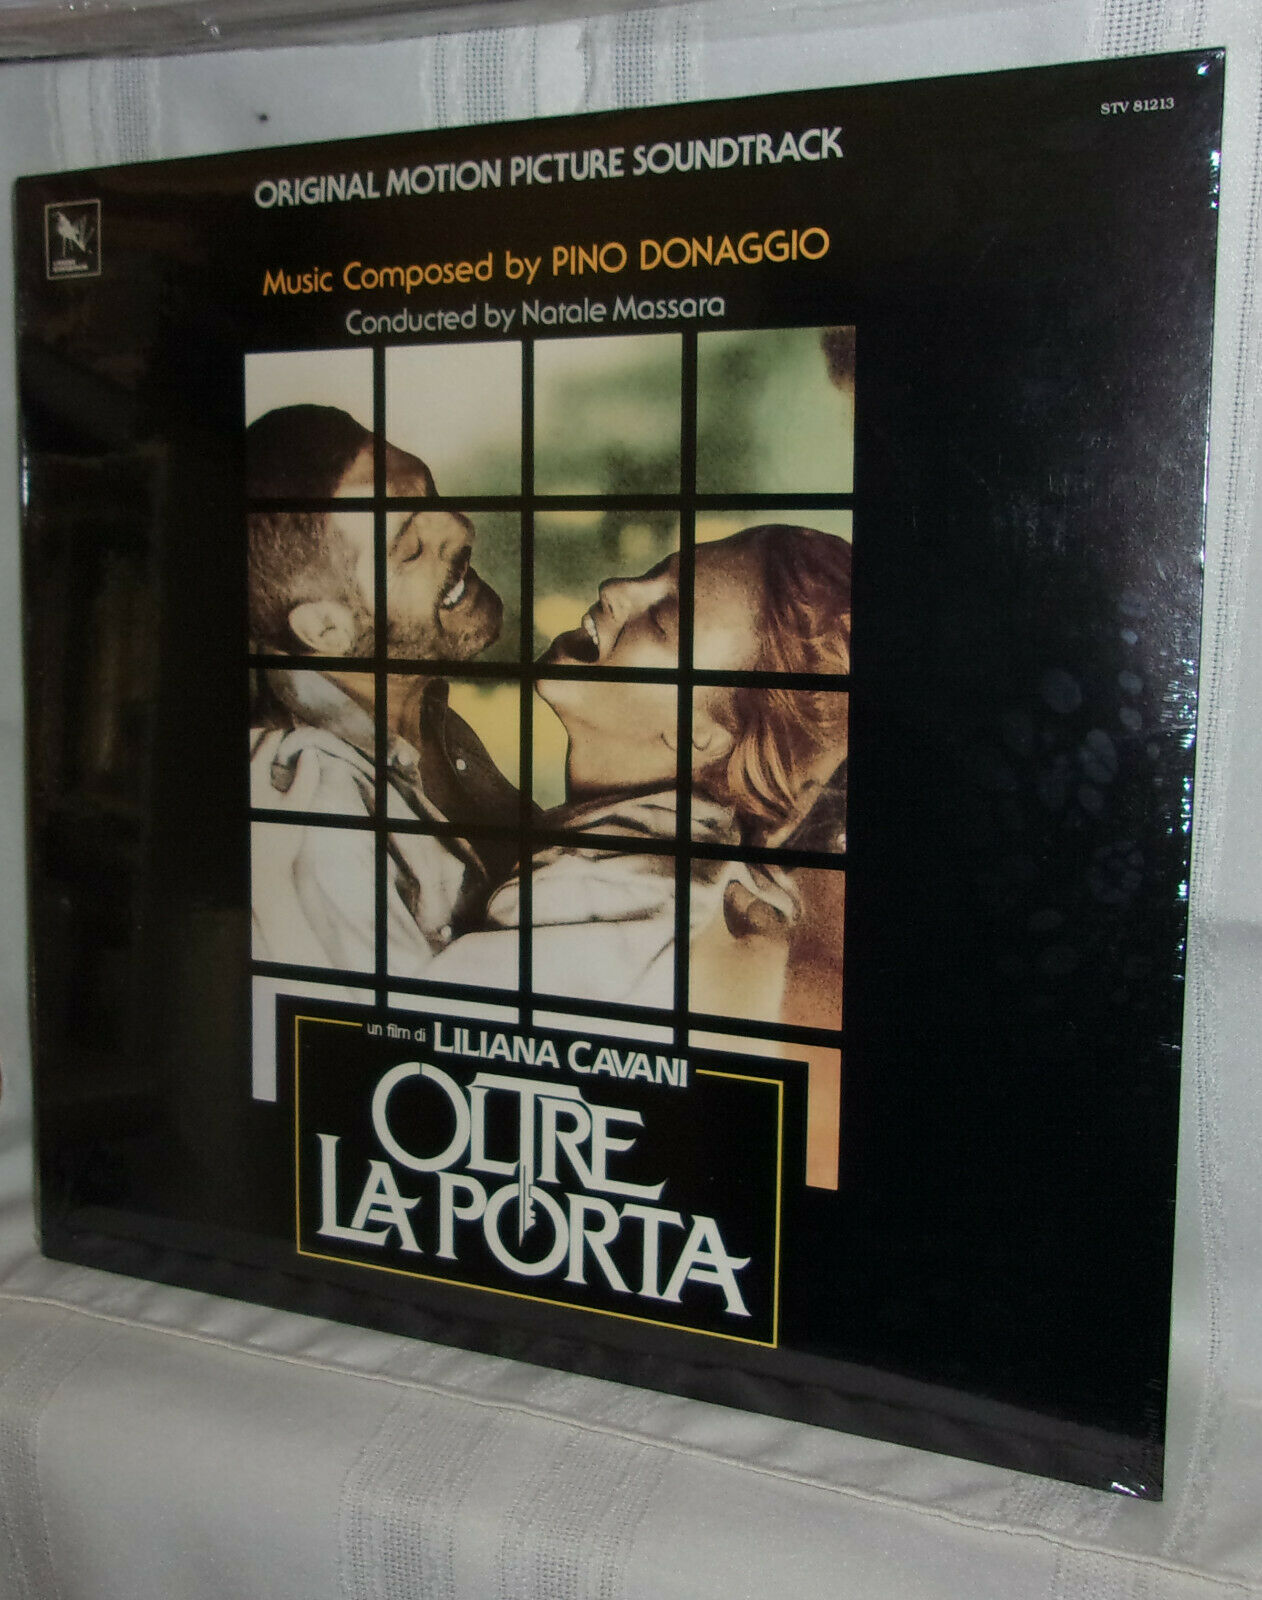 STV 81213
ORIGINAL MOTION PICTURE SOUNDTRACK
Music Composed by PINO DONAGGIO
Conducted by Natale Massara
un film di LILIANA CAVANI
OLTRE
LA PORTA